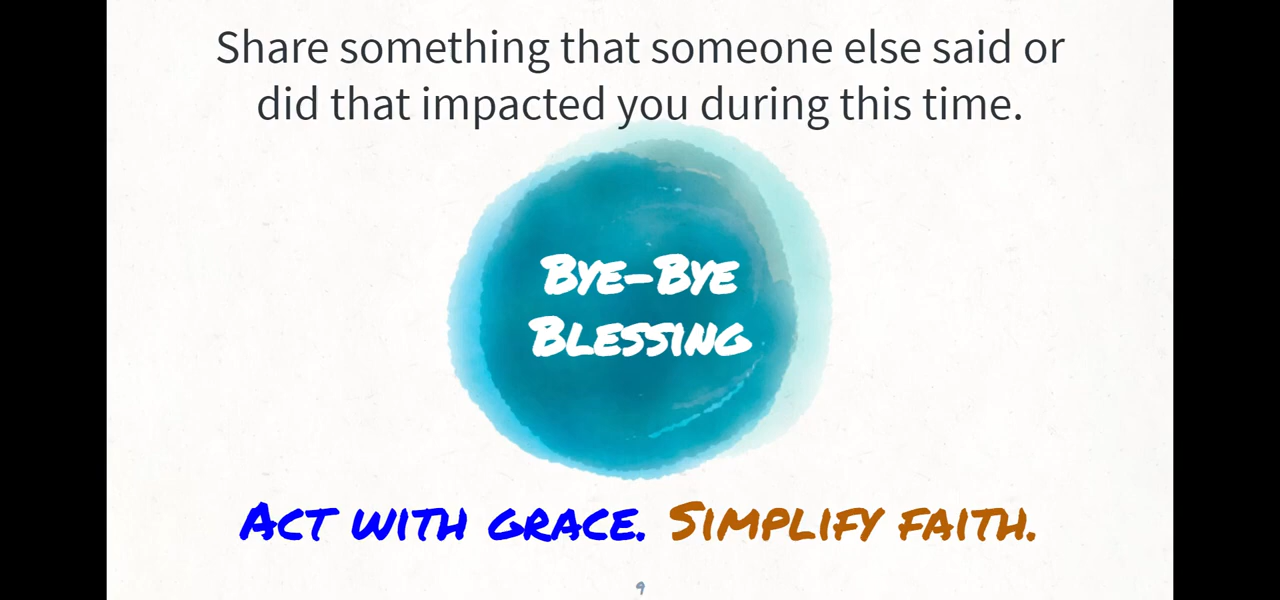 Share something that someone else said or
did that impacted you during this time.
Bye-Bye
Blessing
Act with grace. Simplify faith.
9